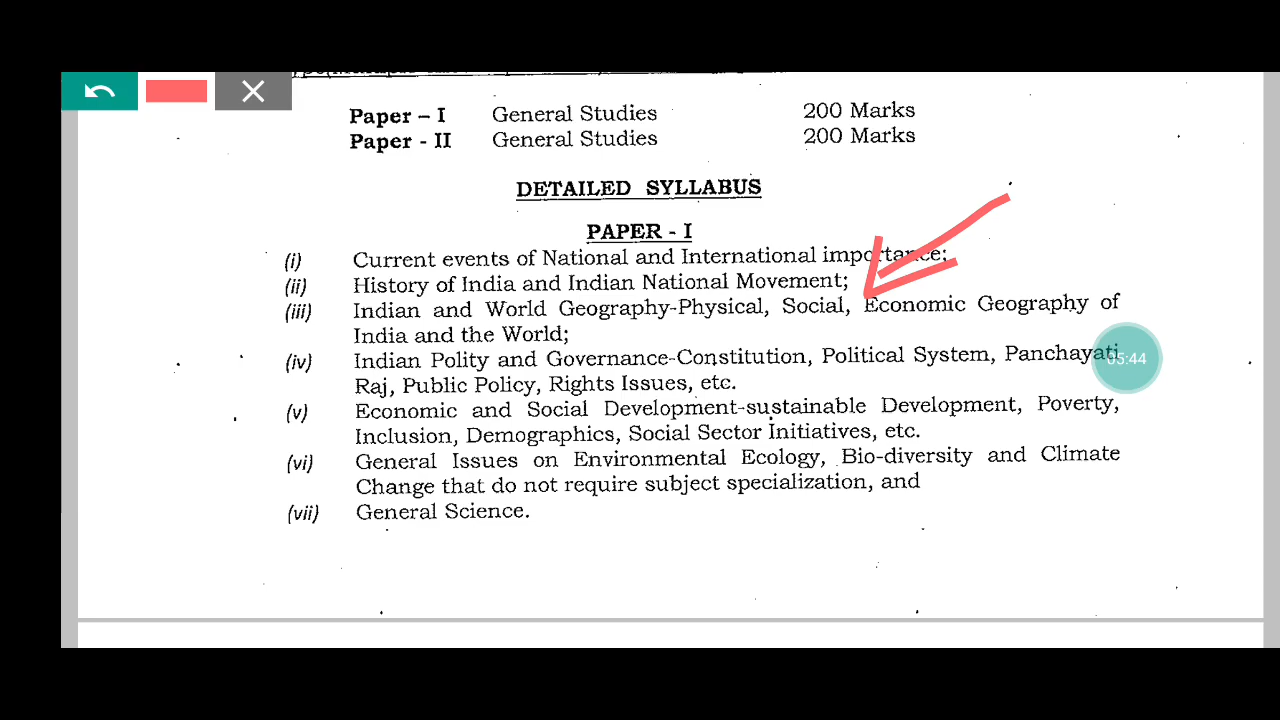 Paper – I General Studies 200 Marks
Paper - II General Studies 200 Marks
DETAILED SYLLABUS
PAPER - I
(i) Current events of National and International importance;
(ii) History of India and Indian National Movement;
(iii) Indian and World Geography-Physical, Social, Economic Geography of
India and the World;
(iv) Indian Polity and Governance-Constitution, Political System, Panchayati
Raj, Public Policy, Rights Issues, etc.
05:44
(v) Economic and Social Development-sustainable Development, Poverty,
Inclusion, Demographics, Social Sector Initiatives, etc.
(vi) General Issues on Environmental Ecology, Bio-diversity and Climate
Change that do not require subject specialization, and
(vii) General Science.